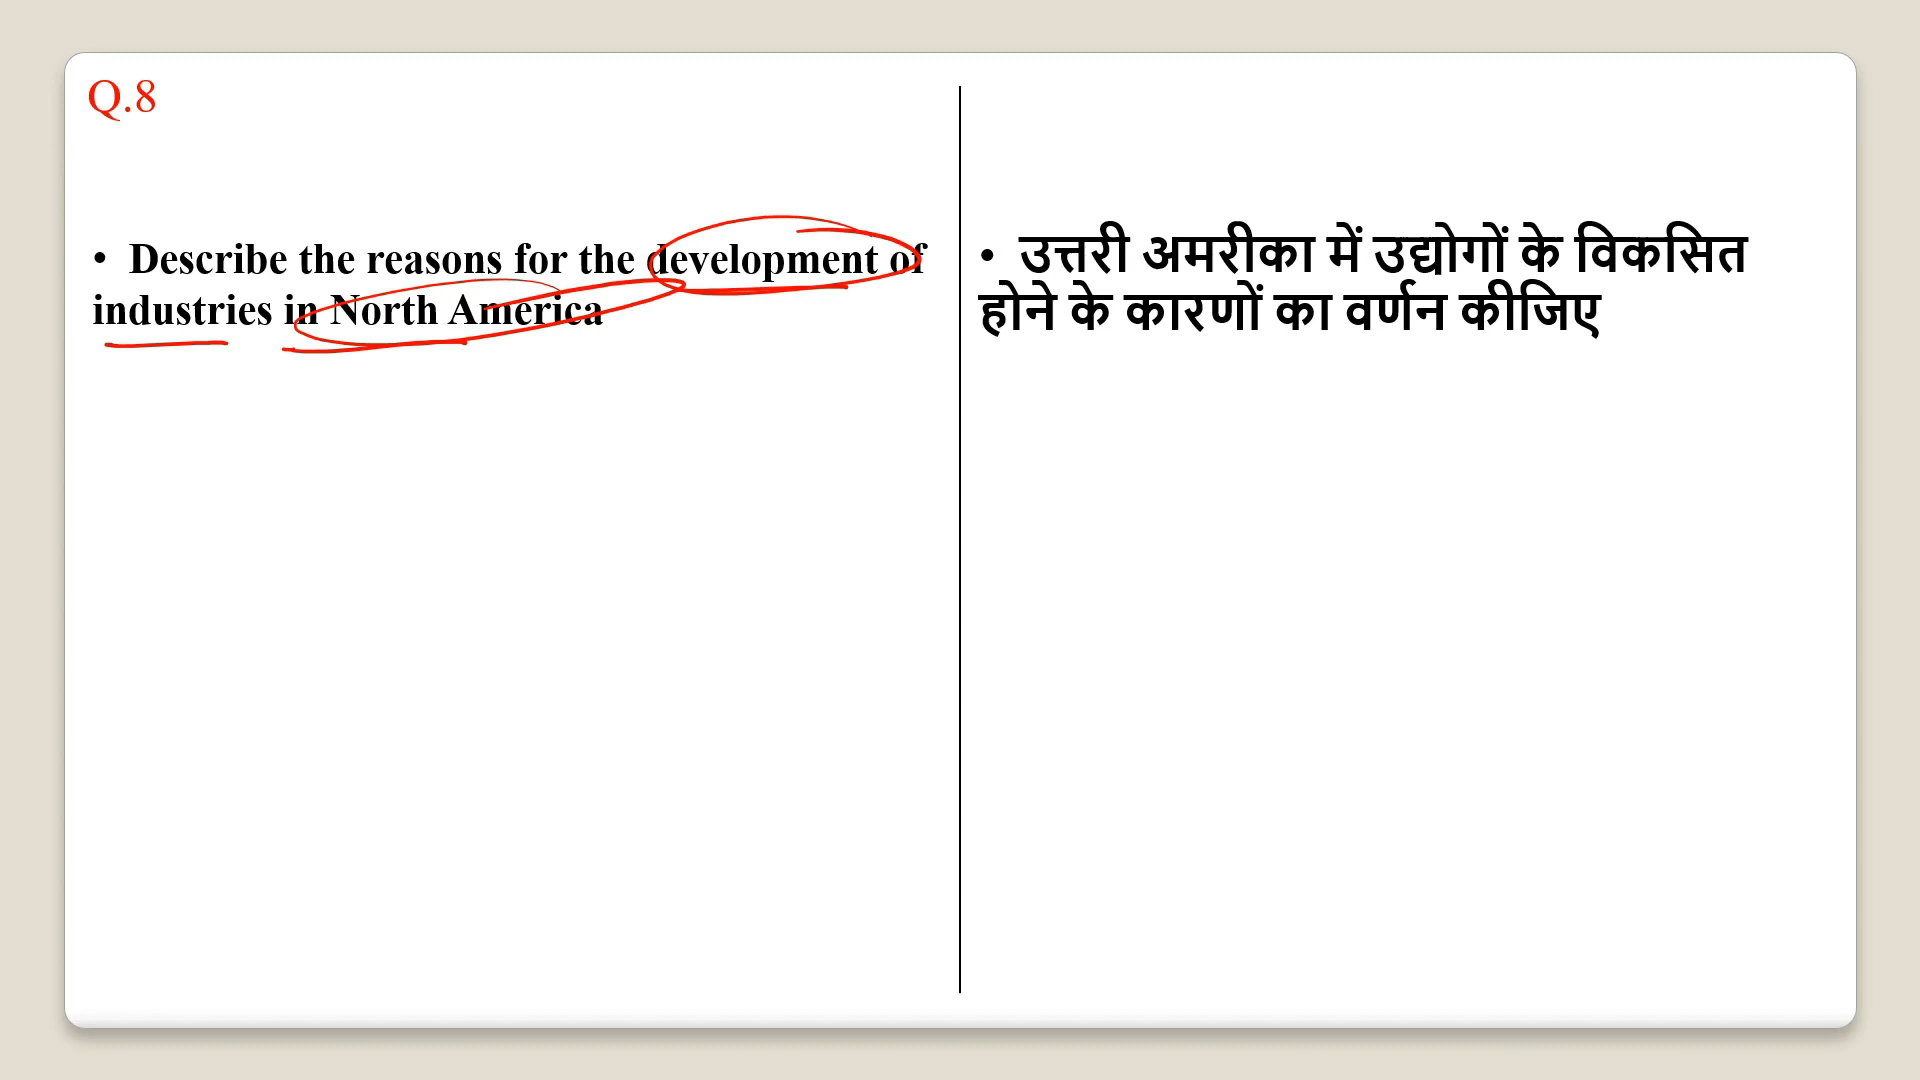 Q.8
• Describe the reasons for the development of
industries in North America
• उत्तरी अमरीका में उद्योगों के विकसित
होने के कारणों का वर्णन कीजिए